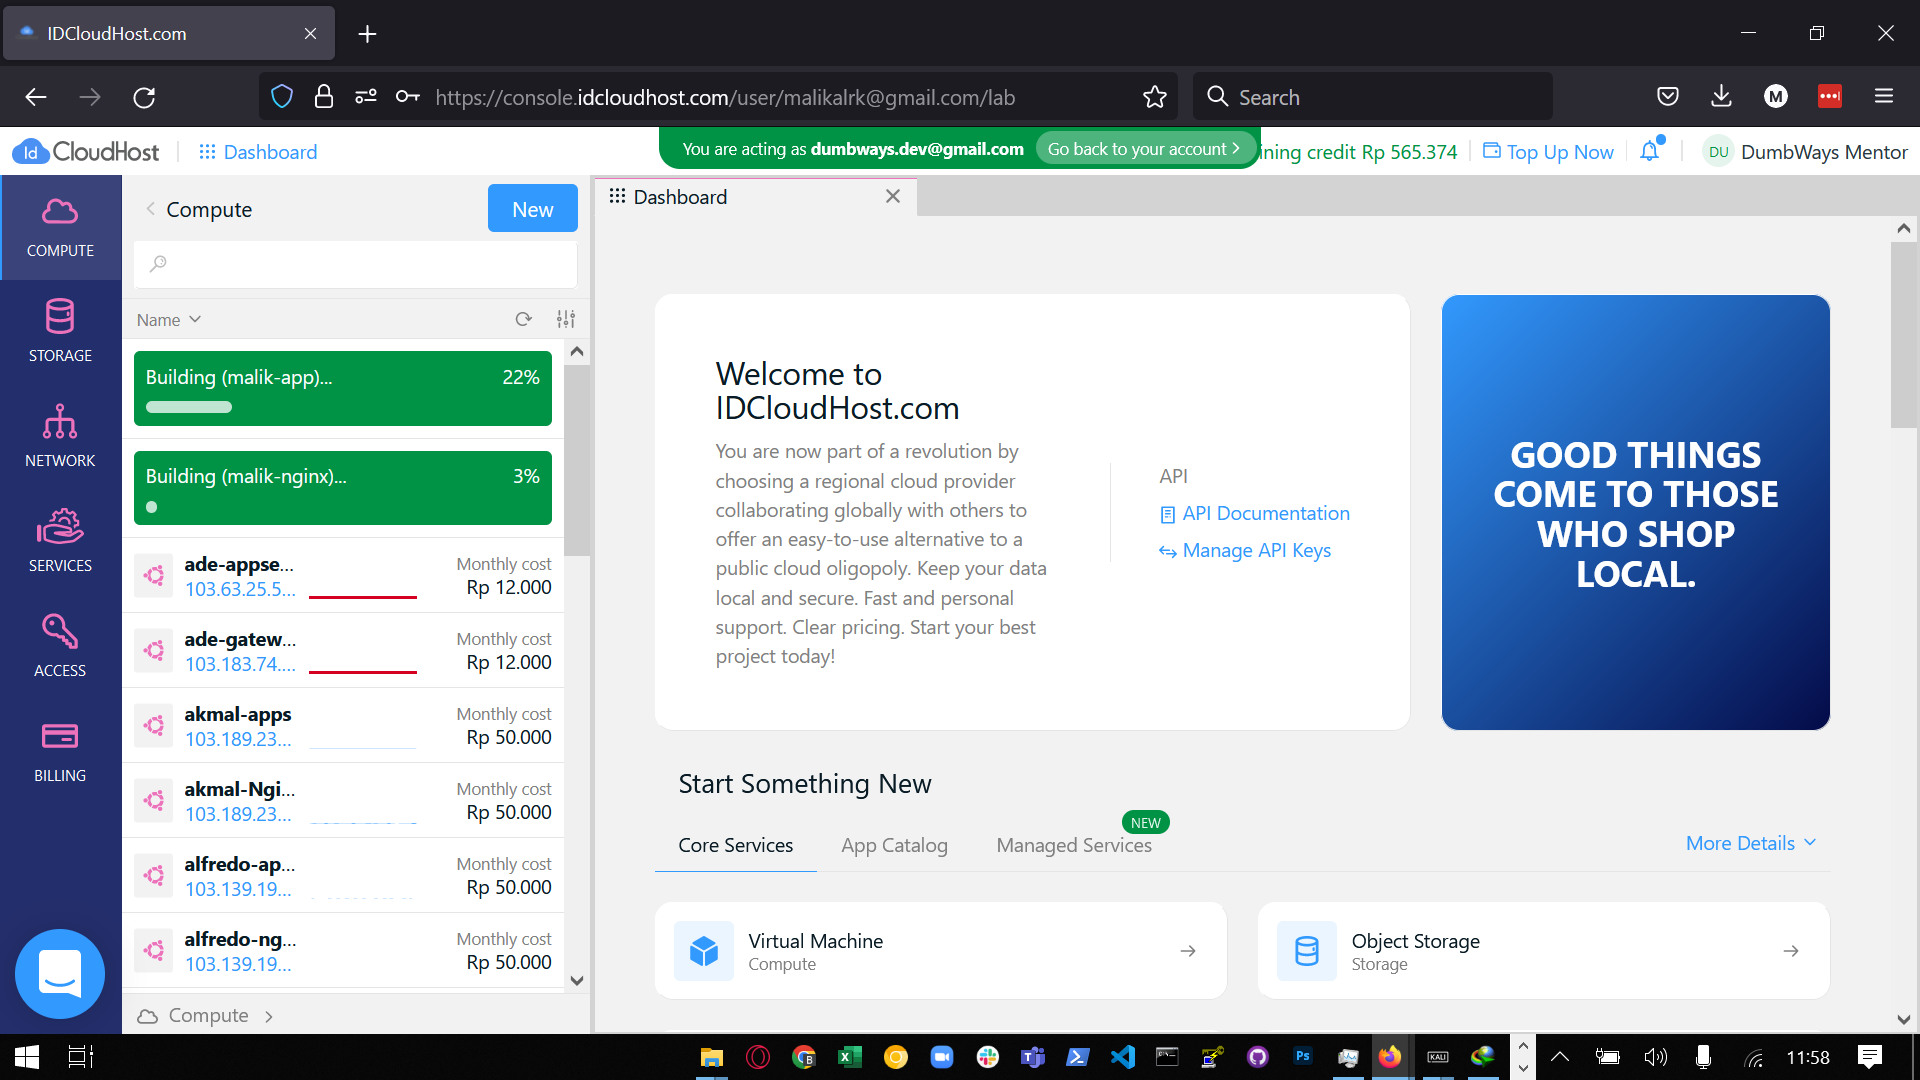 IDCloudHost.com
https://console.idcloudhost.com/user/malikalrk@gmail.com/lab
Search
M
Id CloudHost
Dashboard
You are acting as dumbways.dev@gmail.com
Go back to your account
ining credit Rp 565.374
Top Up Now
DU
DumbWays Mentor
COMPUTE
STORAGE
NETWORK
SERVICES
ACCESS
BILLING
Compute
New
Name
Building (malik-app)...
22%
Building (malik-nginx)...
3%
ade-appse...
103.63.25.5...
Monthly cost
Rp 12.000
ade-gatew...
103.183.74....
Monthly cost
Rp 12.000
akmal-apps
103.189.23...
Monthly cost
Rp 50.000
akmal-Ngi...
103.189.23...
Monthly cost
Rp 50.000
alfredo-ap...
103.139.19...
Monthly cost
Rp 50.000
alfredo-ng...
103.139.19...
Monthly cost
Rp 50.000
Compute
Dashboard
Welcome to
IDCloudHost.com
You are now part of a revolution by
choosing a regional cloud provider
collaborating globally with others to
offer an easy-to-use alternative to a
public cloud oligopoly. Keep your data
local and secure. Fast and personal
support. Clear pricing. Start your best
project today!
API
API Documentation
Manage API Keys
GOOD THINGS
COME TO THOSE
WHO SHOP
LOCAL.
Start Something New
Core Services
App Catalog
Managed Services
NEW
More Details
Virtual Machine
Compute
Object Storage
Storage
B
Ps
KALI
11:58